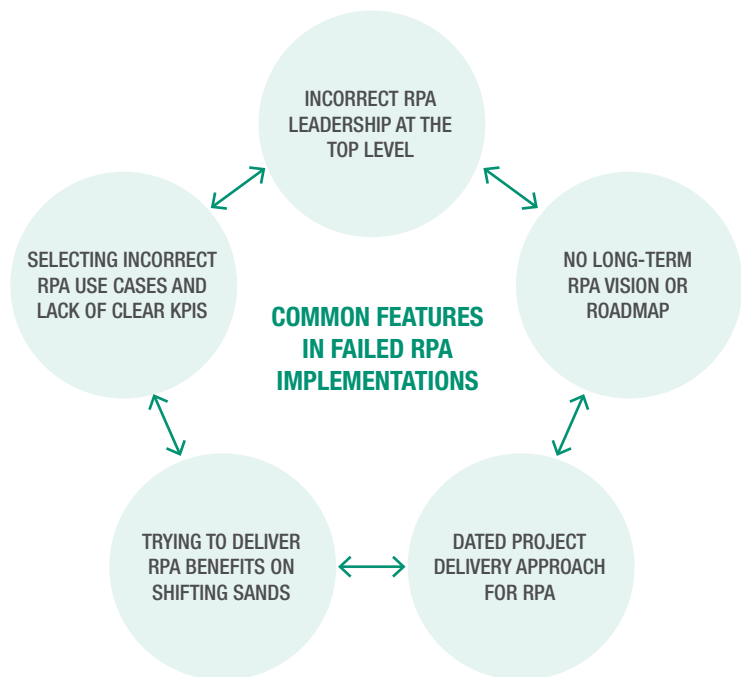 INCORRECT RPA
LEADERSHIP AT THE
TOP LEVEL
SELECTING INCORRECT
RPA USE CASES AND
LACK OF CLEAR KPIS
NO LONG-TERM
RPA VISION OR
ROADMAP
COMMON FEATURES
IN FAILED RPA
IMPLEMENTATIONS
TRYING TO DELIVER
RPA BENEFITS ON
SHIFTING SANDS
DATED PROJECT
DELIVERY APPROACH
FOR RPA